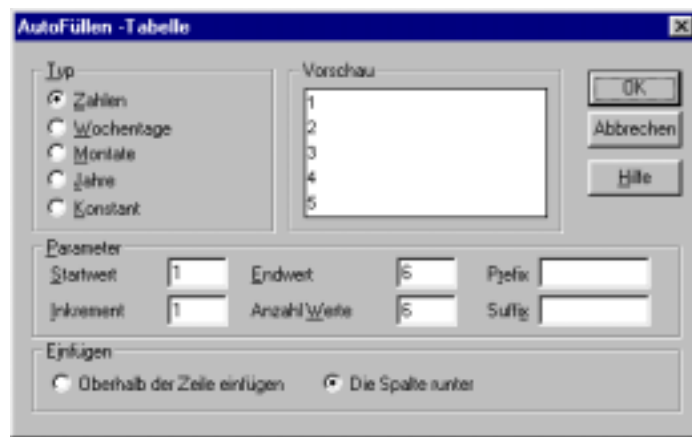 AutoFüllen -Tabelle
Typ
Zahlen
Wochentage
Montate
Jahre
Konstant
Vorschau
1
2
3
4
5
OK
Abbrechen
Hilfe
Parameter
Startwert 1 Endwert 6 Prefix
Inkrement 1 Anzahl Werte 6 Suffix
Einfügen
Oberhalb der Zeile einfügen Die Spalte runter